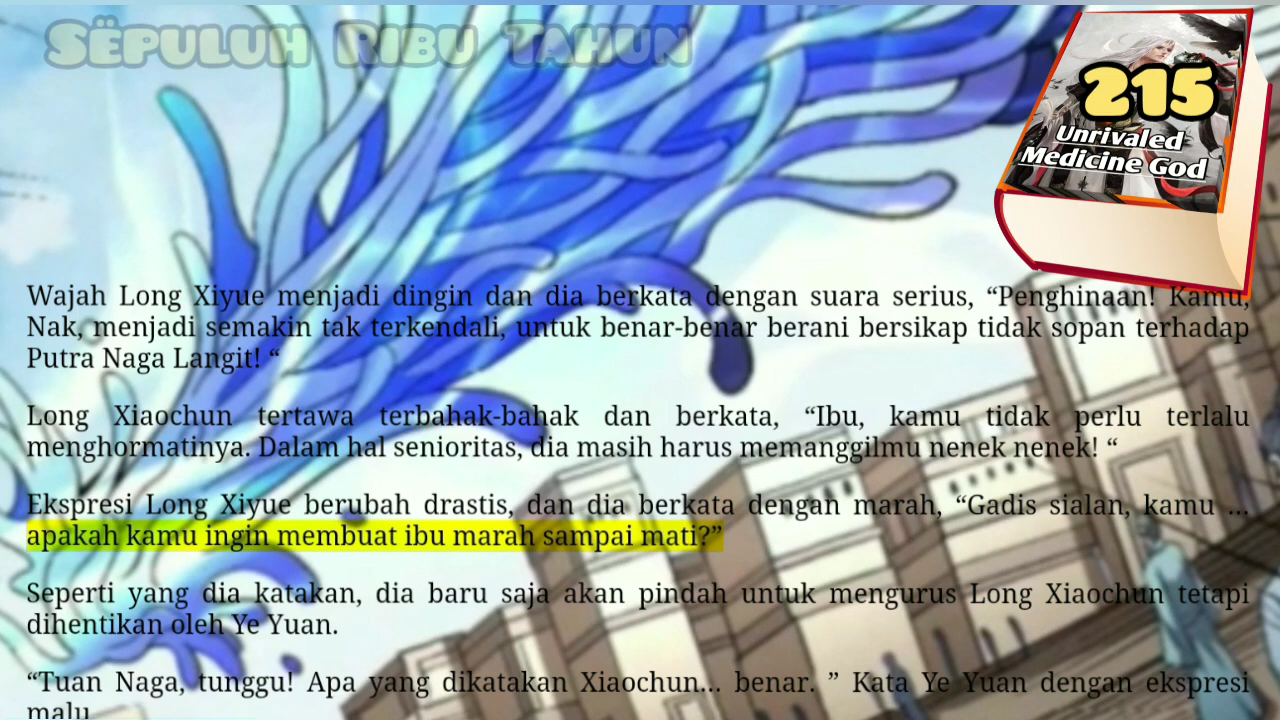 Sëpuluh Ribu Tahun
215
Unrivaled
Medicine God
Wajah Long Xiyue menjadi dingin dan dia berkata dengan suara serius, “Penghinaan! Kamu,
Nak, menjadi semakin tak terkendali, untuk benar-benar berani bersikap tidak sopan terhadap
Putra Naga Langit! “
Long Xiaochun tertawa terbahak-bahak dan berkata, “Ibu, kamu tidak perlu terlalu
menghormatinya. Dalam hal senioritas, dia masih harus memanggilmu nenek nenek! “
Ekspresi Long Xiyue berubah drastis, dan dia berkata dengan marah, “Gadis sialan, kamu ...
apakah kamu ingin membuat ibu marah sampai mati?”
Seperti yang dia katakan, dia baru saja akan pindah untuk mengurus Long Xiaochun tetapi
dihentikan oleh Ye Yuan.
“Tuan Naga, tunggu! Apa yang dikatakan Xiaochun... benar. ” Kata Ye Yuan dengan ekspresi
malu